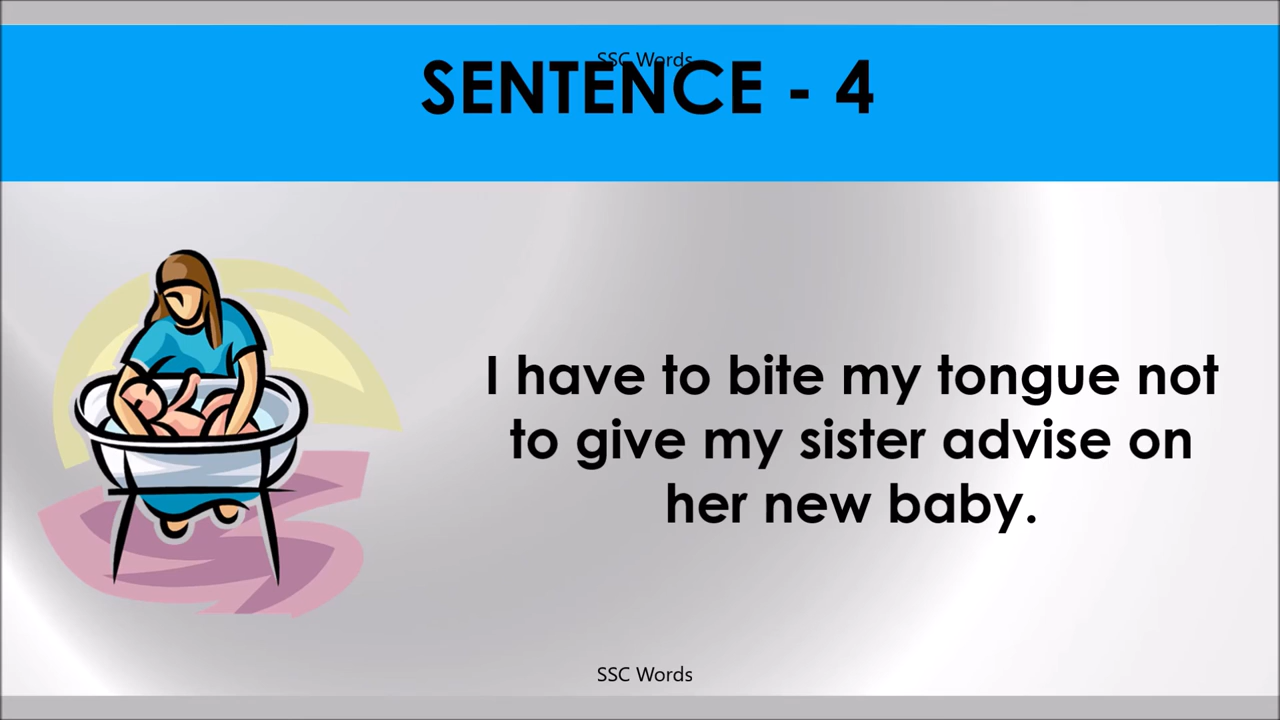 SSC Words
SENTENCE - 4
I have to bite my tongue not
to give my sister advise on
her new baby.
SSC Words